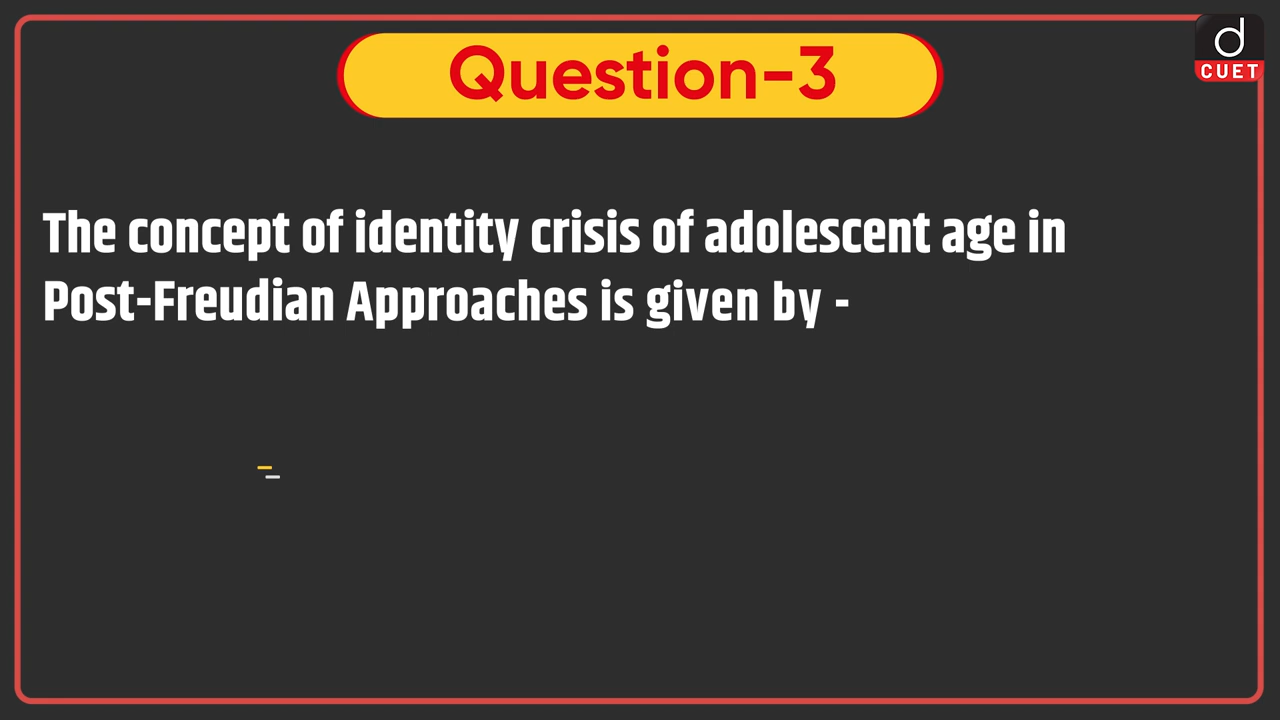 d
CUET
Question-3
The concept of identity crisis of adolescent age in
Post-Freudian Approaches is given by -